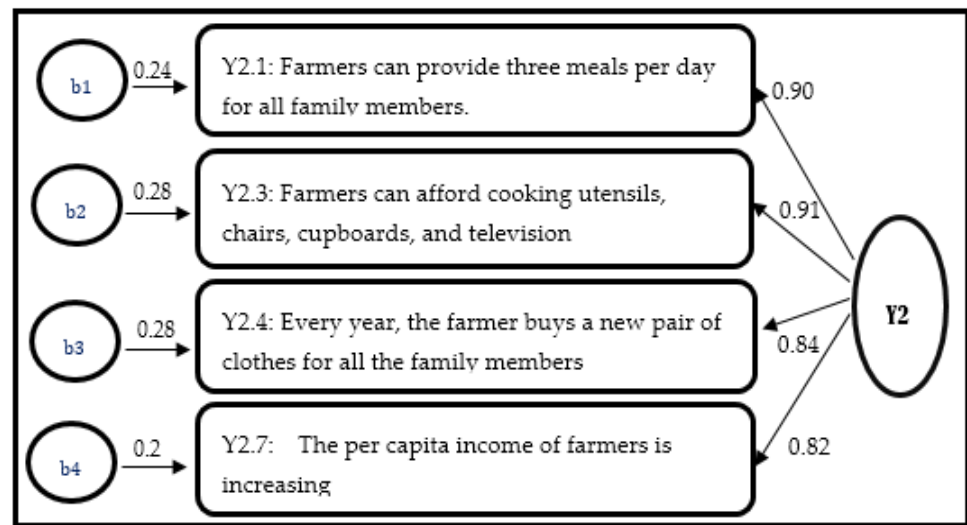 b1
0.24
Y2.1: Farmers can provide three meals per day
for all family members.
0.90
b2
0.28
Y2.3: Farmers can afford cooking utensils,
chairs, cupboards, and television
0.91
b3
0.28
Y2.4: Every year, the farmer buys a new pair of
clothes for all the family members
0.84
Y2
b4
0.2
Y2.7: The per capita income of farmers is
increasing
0.82